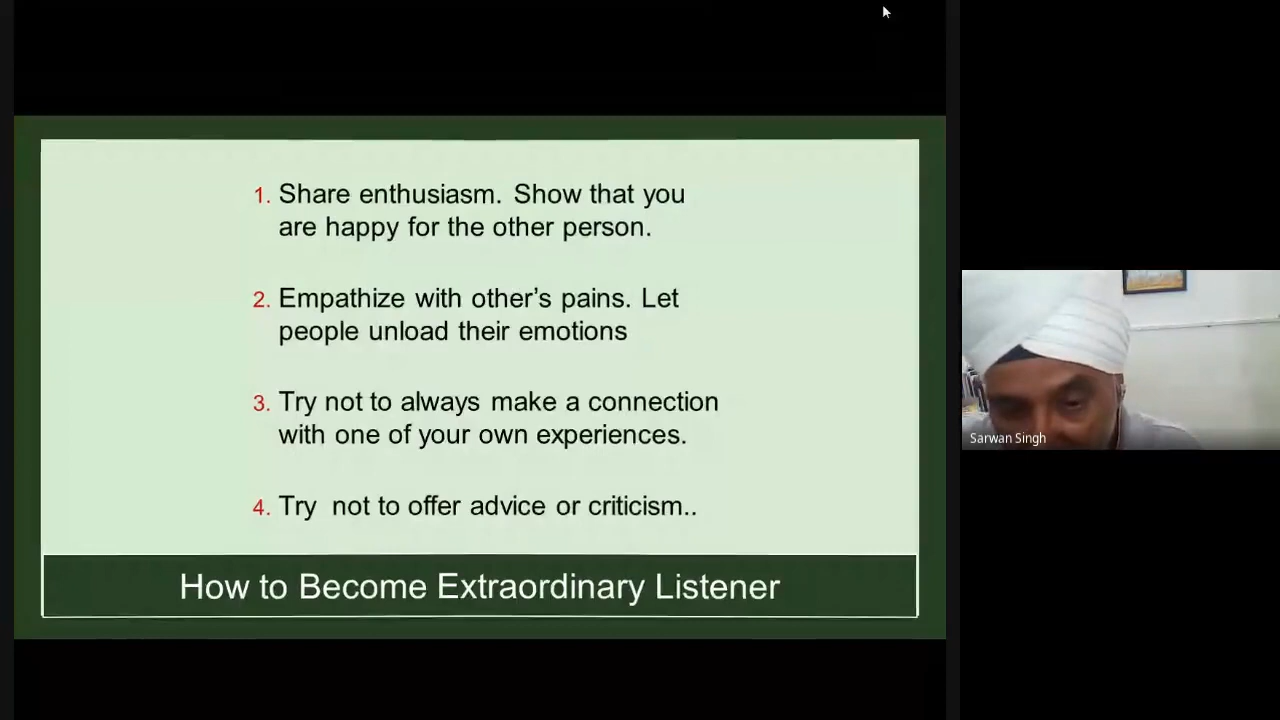 1. Share enthusiasm. Show that you
are happy for the other person.
2. Empathize with other’s pains. Let
people unload their emotions
3. Try not to always make a connection
with one of your own experiences.
4. Try  not to offer advice or criticism..
How to Become Extraordinary Listener
Sarwan Singh